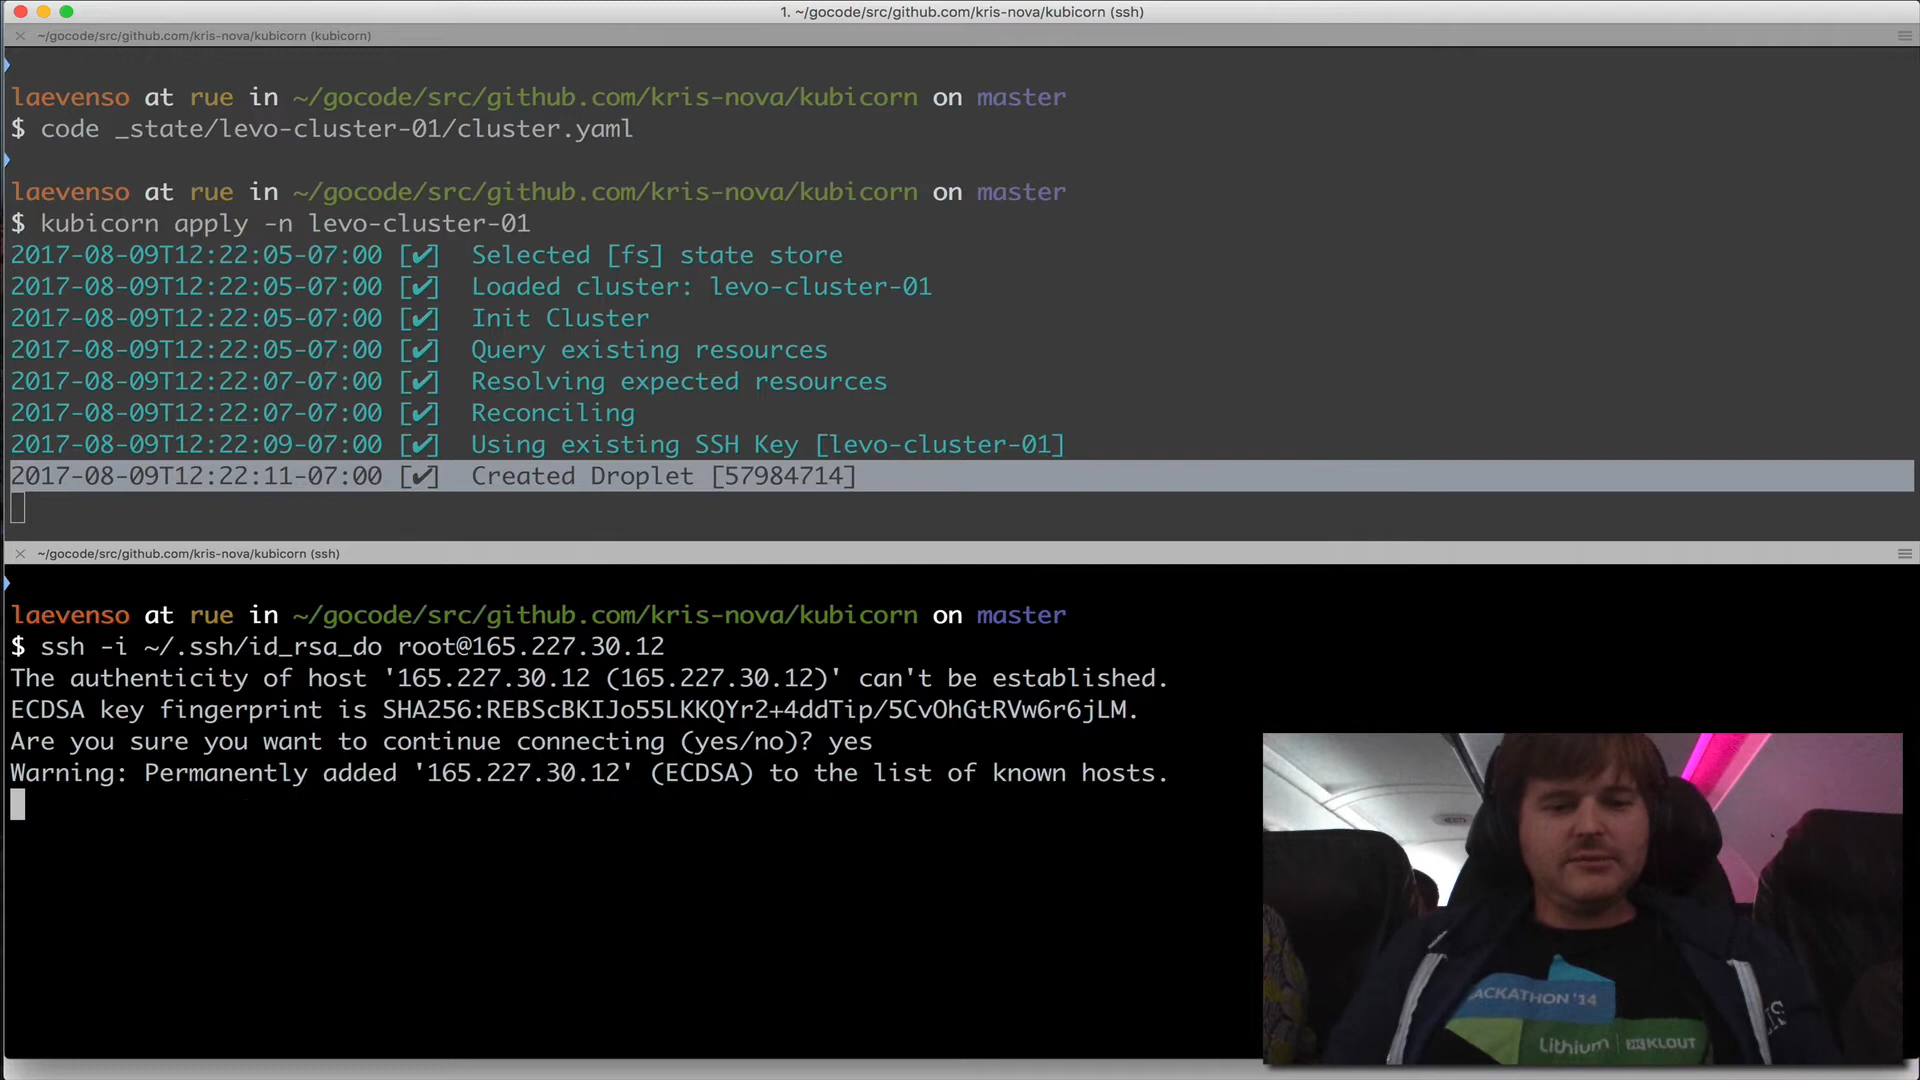 1. ~/gocode/src/github.com/kris-nova/kubicorn (ssh)
~/gocode/src/github.com/kris-nova/kubicorn (kubicorn)
laevenso at rue in ~/gocode/src/github.com/kris-nova/kubicorn on master
$ code _state/levo-cluster-01/cluster.yaml
laevenso at rue in ~/gocode/src/github.com/kris-nova/kubicorn on master
$ kubicorn apply -n levo-cluster-01
2017-08-09T12:22:05-07:00 [✔] Selected [fs] state store
2017-08-09T12:22:05-07:00 [✔] Loaded cluster: levo-cluster-01
2017-08-09T12:22:05-07:00 [✔] Init Cluster
2017-08-09T12:22:05-07:00 [✔] Query existing resources
2017-08-09T12:22:07-07:00 [✔] Resolving expected resources
2017-08-09T12:22:07-07:00 [✔] Reconciling
2017-08-09T12:22:09-07:00 [✔] Using existing SSH Key [levo-cluster-01]
2017-08-09T12:22:11-07:00 [✔] Created Droplet [57984714]
~/gocode/src/github.com/kris-nova/kubicorn (ssh)
laevenso at rue in ~/gocode/src/github.com/kris-nova/kubicorn on master
$ ssh -i ~/.ssh/id_rsa_do root@165.227.30.12
The authenticity of host '165.227.30.12 (165.227.30.12)' can't be established.
ECDSA key fingerprint is SHA256:REBScBKIJo55LKKQYr2+4ddTip/5CvOhGtRVw6r6jLM.
Are you sure you want to continue connecting (yes/no)? yes
Warning: Permanently added '165.227.30.12' (ECDSA) to the list of known hosts.
ACKATHON '14
Lithium KLOUT